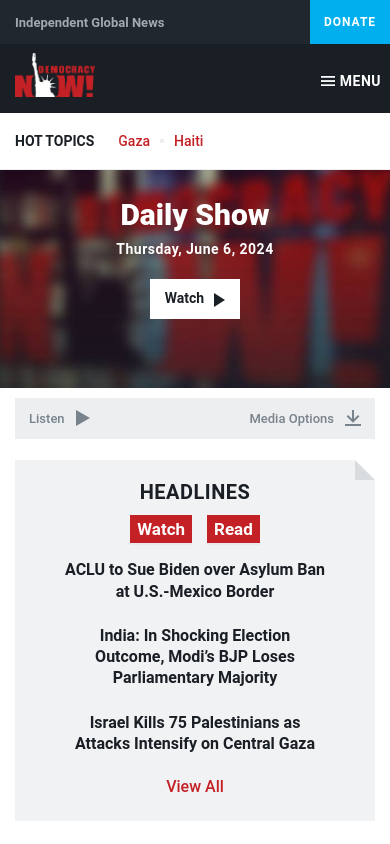 Independent Global News
DONATE
DEMOCRACY
NOW!
MENU
HOT TOPICS
Gaza
Haiti
Daily Show
Thursday, June 6, 2024
Watch
Listen
Media Options
HEADLINES
Watch
Read
ACLU to Sue Biden over Asylum Ban
at U.S.-Mexico Border
India: In Shocking Election
Outcome, Modi’s BJP Loses
Parliamentary Majority
Israel Kills 75 Palestinians as
Attacks Intensify on Central Gaza
View All